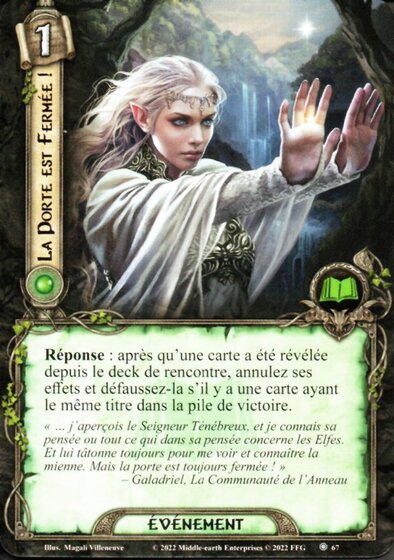 1
LA PORTE EST FERMÉE !
Réponse : après qu'une carte a été révélée
depuis le deck de rencontre, annulez ses
effets et défaussez-la s'il y a une carte ayant
le même titre dans la pile de victoire.
« ... j'aperçois le Seigneur Ténébreux, et je connais sa
pensée ou tout ce qui dans sa pensée concerne les Elfes.
Et lui tâtonne toujours pour me voir et connaître la
mienne. Mais la porte est toujours fermée ! »
– Galadriel, La Communauté de l'Anneau
ÉVÉNEMENT
Illus. Magali Villeneuve © 2022 Middle-earth Enterprises © 2022 FFG 67